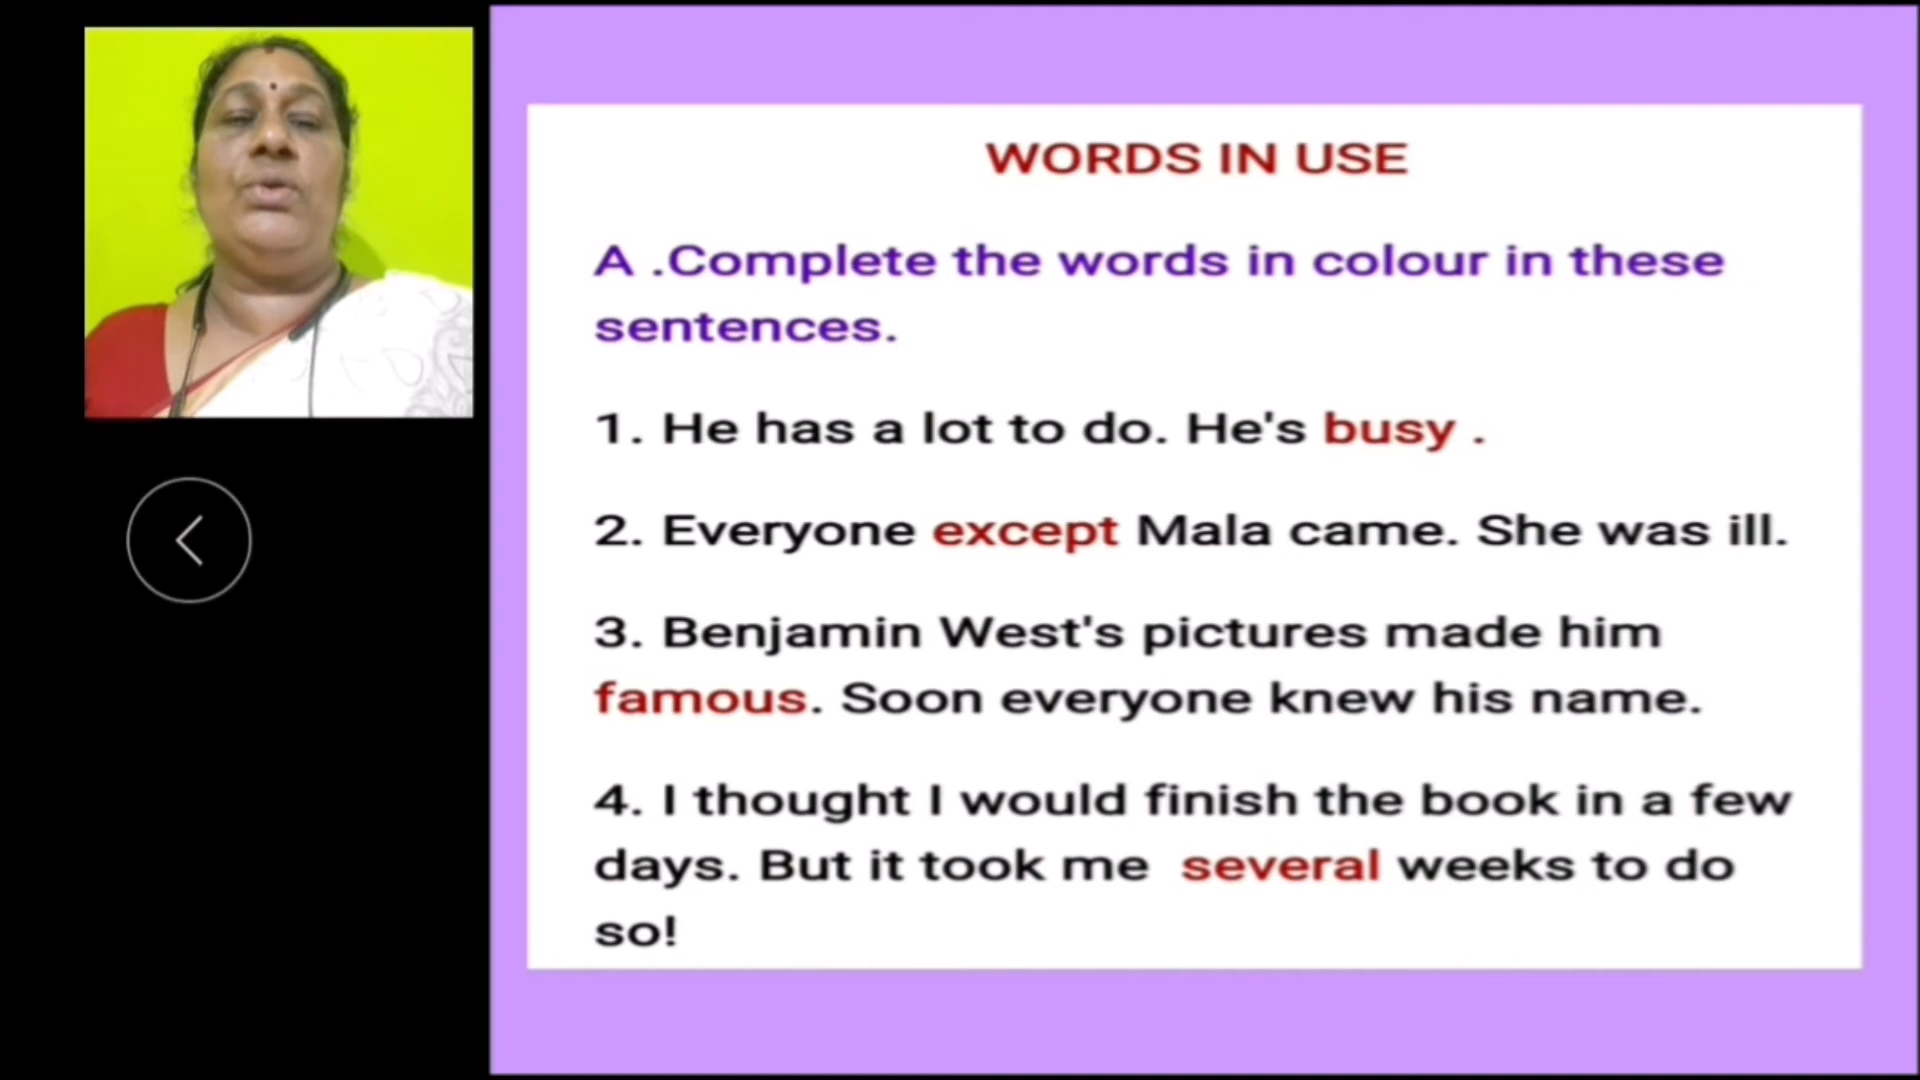 WORDS IN USE
A .Complete the words in colour in these
sentences.
1. He has a lot to do. He's busy .
2. Everyone except Mala came. She was ill.
3. Benjamin West's pictures made him
famous. Soon everyone knew his name.
4. I thought I would finish the book in a few
days. But it took me  several weeks to do
so!